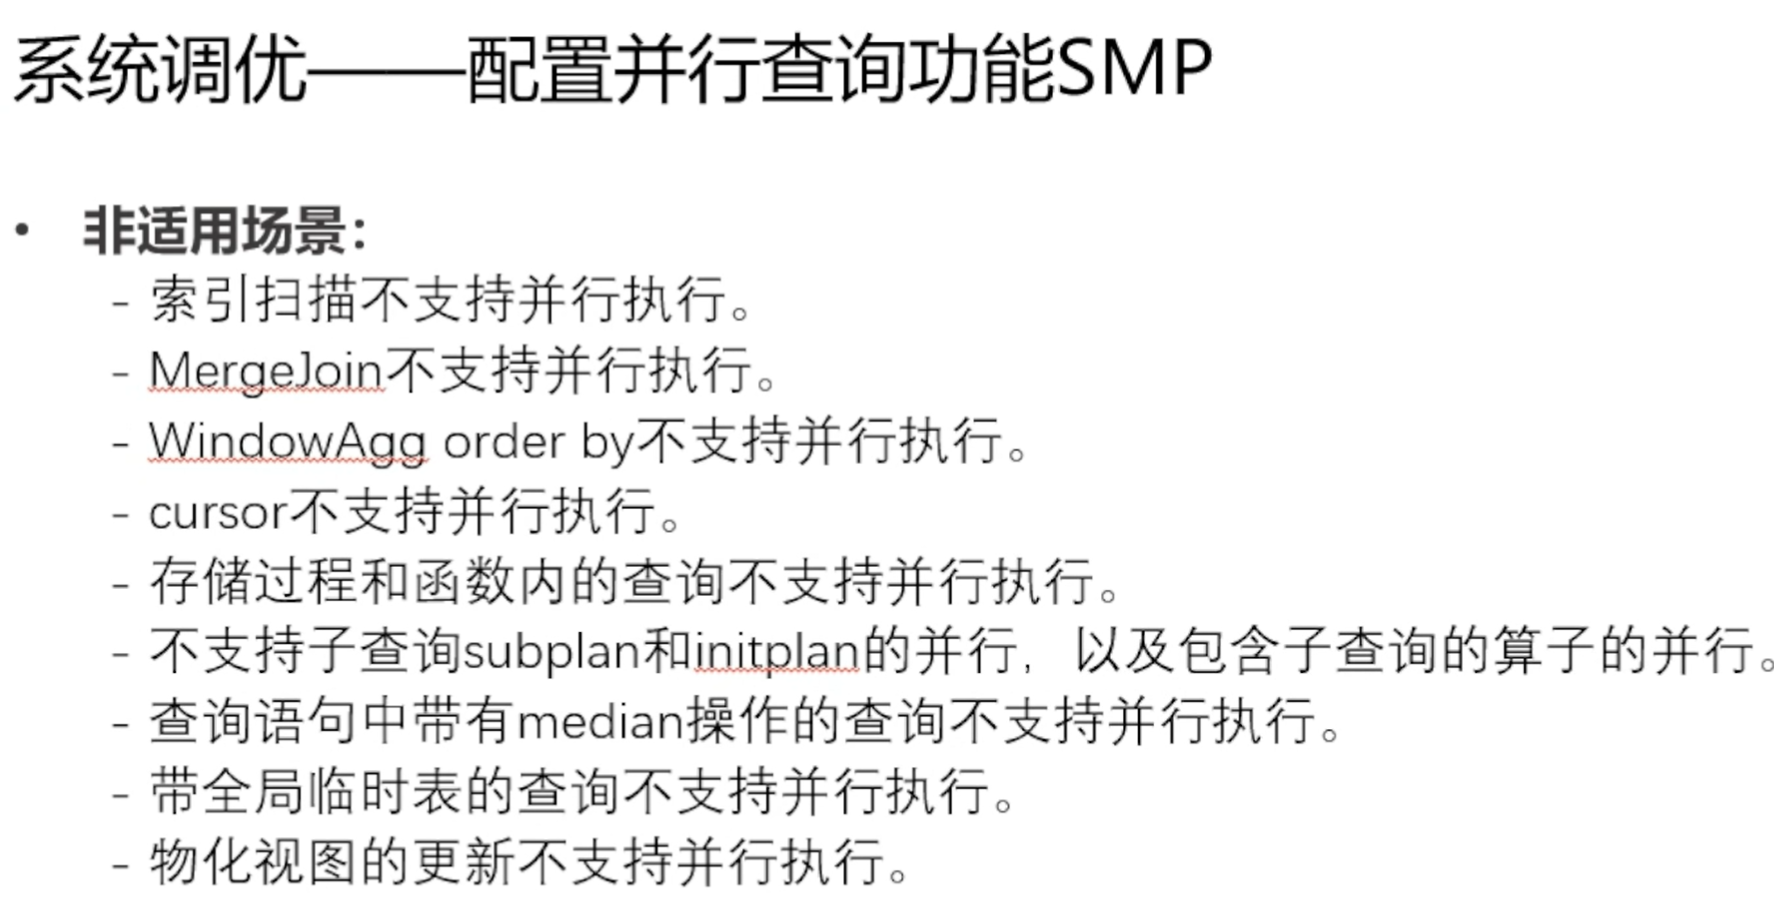 系统调优——配置并行查询功能SMP
• 非适用场景：
- 索引扫描不支持并行执行。
- MergeJoin不支持并行执行。
- WindowAgg order by不支持并行执行。
- cursor不支持并行执行。
- 存储过程和函数内的查询不支持并行执行。
- 不支持子查询subplan和initplan的并行，以及包含子查询的算子的并行。
- 查询语句中带有median操作的查询不支持并行执行。
- 带全局临时表的查询不支持并行执行。
- 物化视图的更新不支持并行执行。